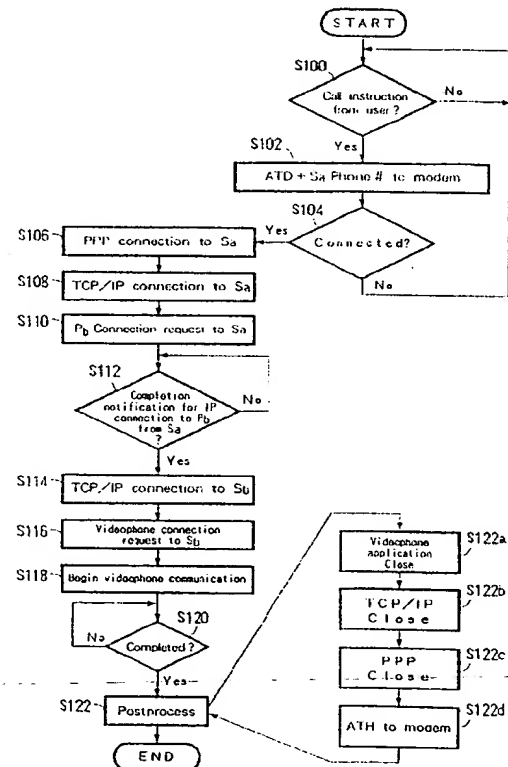 START
S100
Call instruction
from user?
No
Yes
S102
ATD + Sa Phone # to modem
S104
Connected?
Yes
No
S106
PPP connection to Sa
S108
TCP/IP connection to Sa
S110
Pb Connection request to Sa
S112
Completion
notification for IP
connection to Pb
from Sa
?
No
Yes
S114
TCP/IP connection to Sb
S116
Videophone connection
request to Sb
S118
Begin videophone communication
S120
Completed?
No
Yes
S122
Postprocess
END
Videophone
application
Close
S122a
TCP/IP
Close
S122b
PPP
Close
S122c
ATH to modem
S122d